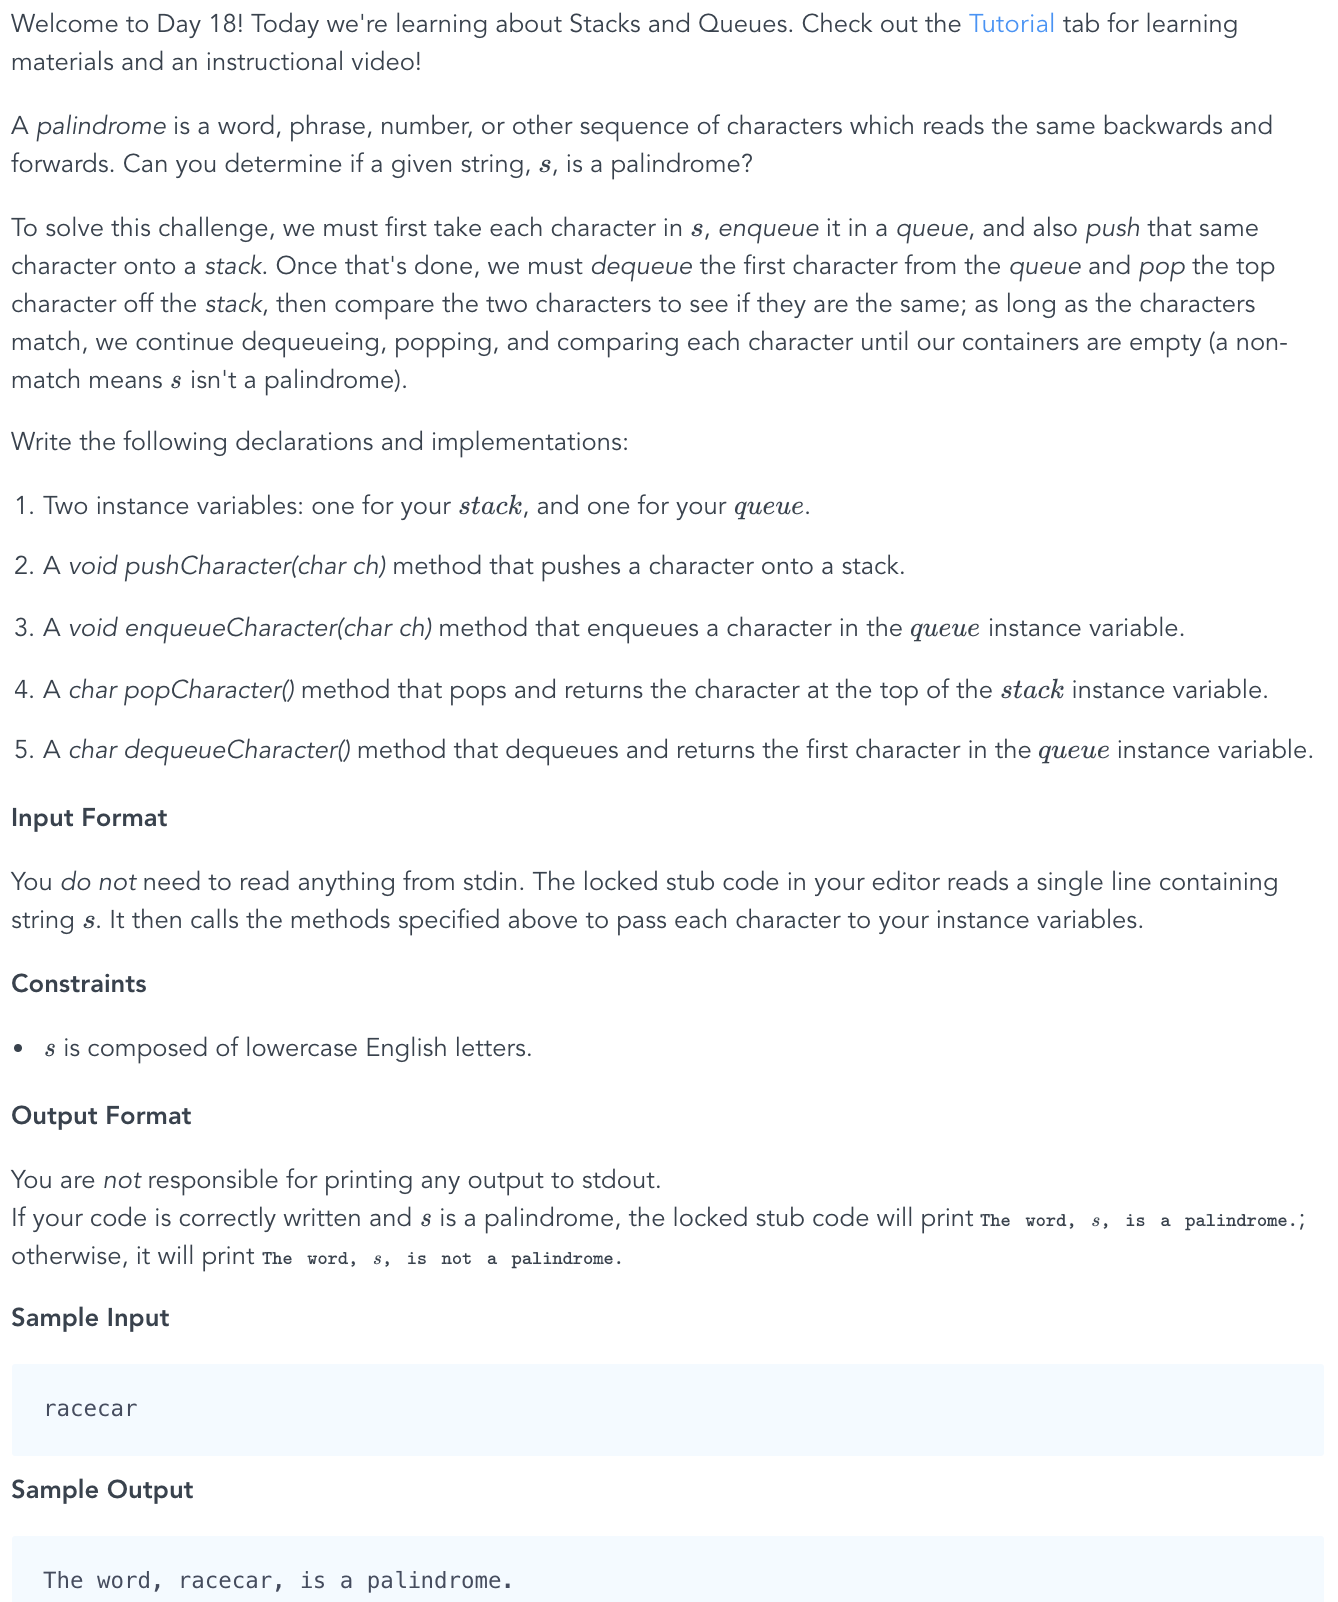 Welcome to Day 18! Today we're learning about Stacks and Queues. Check out the Tutorial tab for learning
materials and an instructional video!
A palindrome is a word, phrase, number, or other sequence of characters which reads the same backwards and
forwards. Can you determine if a given string, s, is a palindrome?
To solve this challenge, we must first take each character in s, enqueue it in a queue, and also push that same
character onto a stack. Once that's done, we must dequeue the first character from the queue and pop the top
character off the stack, then compare the two characters to see if they are the same; as long as the characters
match, we continue dequeueing, popping, and comparing each character until our containers are empty (a non-
match means s isn't a palindrome).
Write the following declarations and implementations:
1. Two instance variables: one for your stack, and one for your queue.
2. A void pushCharacter(char ch) method that pushes a character onto a stack.
3. A void enqueueCharacter(char ch) method that enqueues a character in the queue instance variable.
4. A char popCharacter() method that pops and returns the character at the top of the stack instance variable.
5. A char dequeueCharacter() method that dequeues and returns the first character in the queue instance variable.
Input Format
You do not need to read anything from stdin. The locked stub code in your editor reads a single line containing
string s. It then calls the methods specified above to pass each character to your instance variables.
Constraints
• s is composed of lowercase English letters.
Output Format
You are not responsible for printing any output to stdout.
If your code is correctly written and s is a palindrome, the locked stub code will print The word, s, is a palindrome.;
otherwise, it will print The word, s, is not a palindrome.
Sample Input
racecar
Sample Output
The word, racecar, is a palindrome.